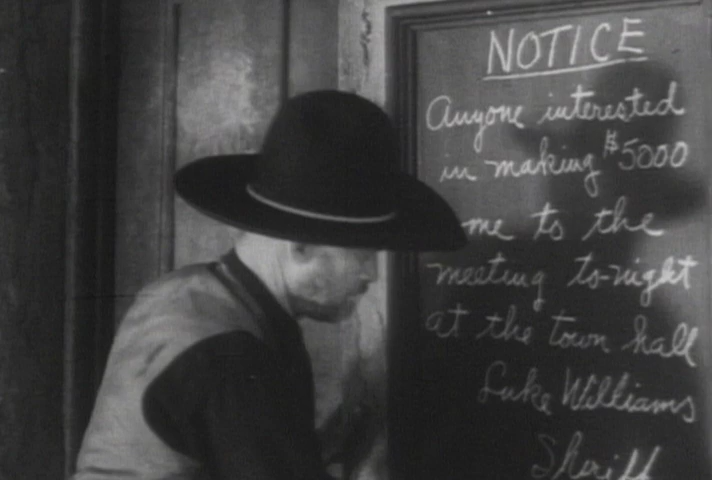 NOTICE
Anyone interested
in making $5000
me to the
meeting to-night
at the town hall
Luke Williams
Sheriff